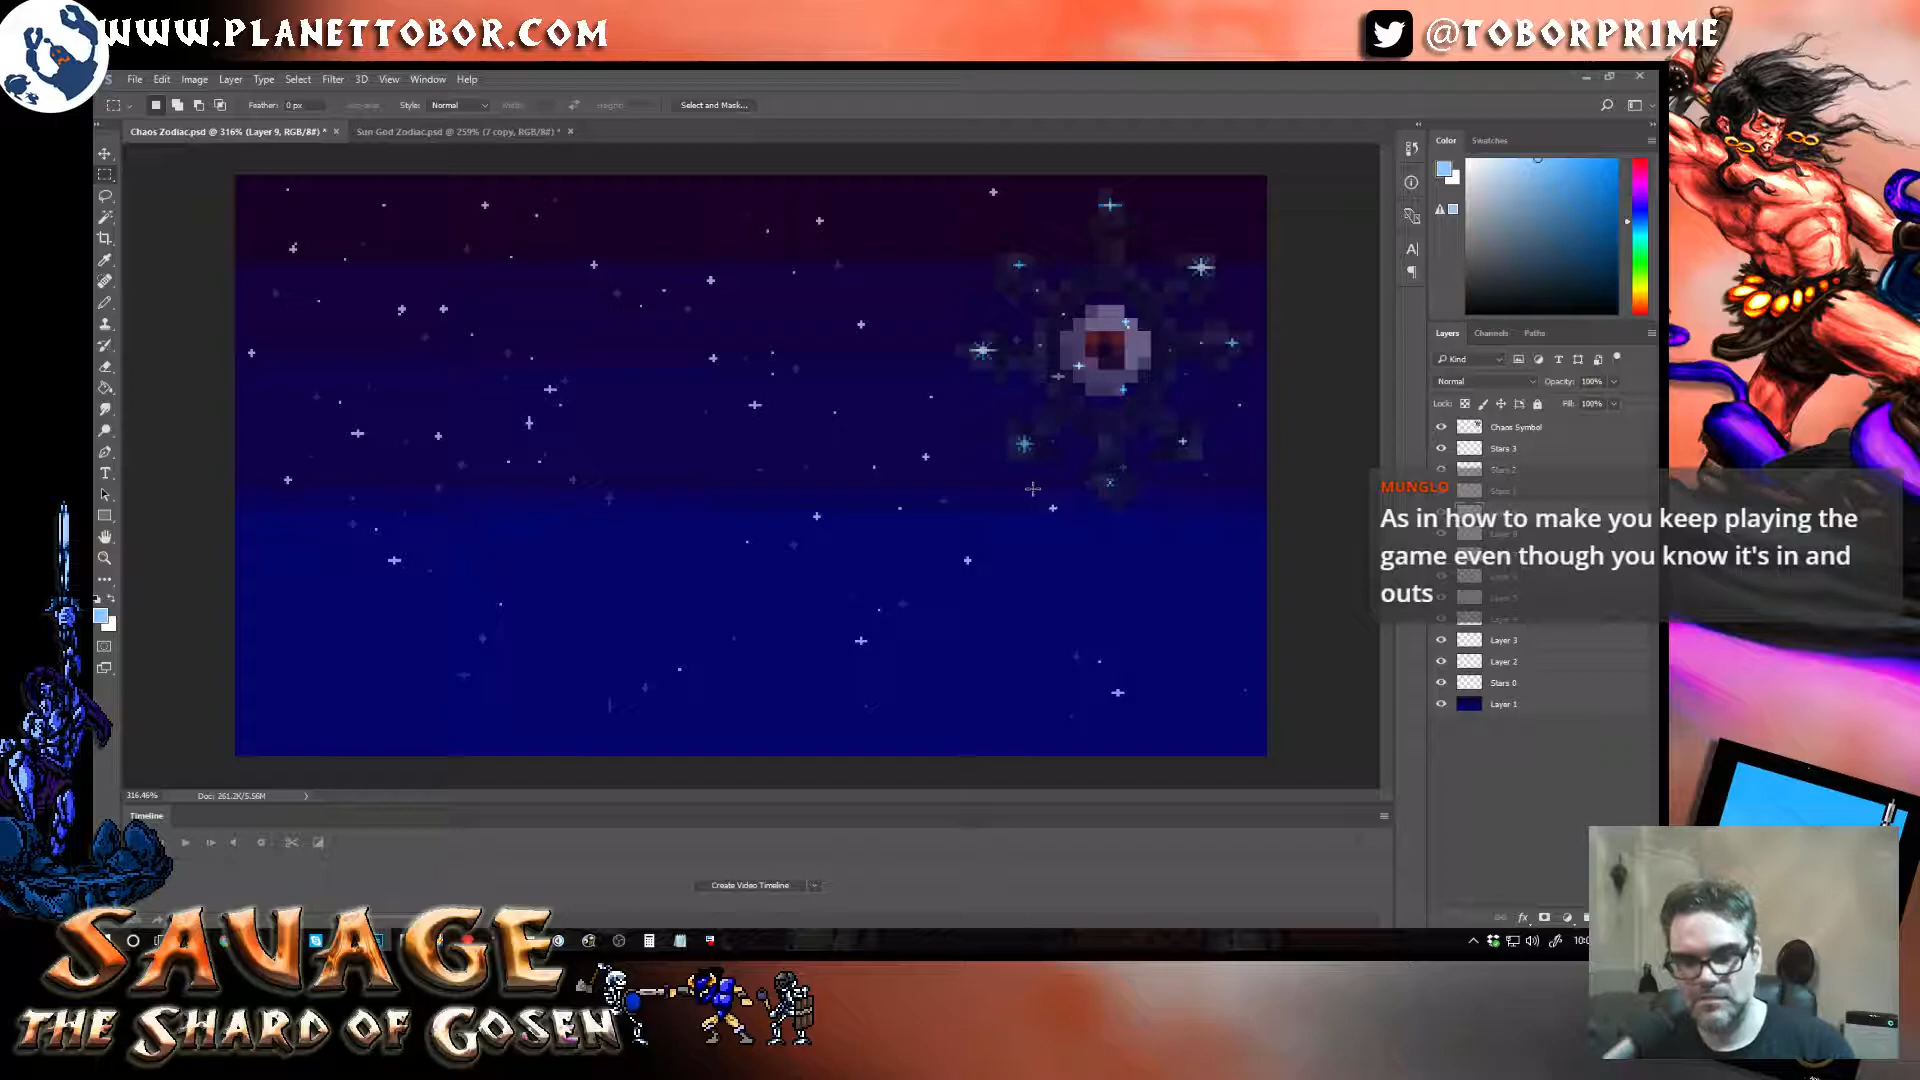 WWW.PLANETTOBOR.COM
@TOBORPRIME
File Edit Image Layer Type Select Filter 3D View Window Help
Feather: 0 px
Style: Normal
Select and Mask...
Chaos Zodiac.psd @ 316% (Layer 9, RGB/8#) *
Sun God Zodiac.psd @ 259% (7 copy, RGB/8#) *
Color Swatches
Layers Channels Paths
Kind
Normal Opacity: 100%
Lock: Fill: 100%
Chaos Symbol
Stars 3
Stars 2
Stars 1
MUNGLO
As in how to make you keep playing the
game even though you know it's in and
outs
Layer 3
Layer 2
Stars 0
Layer 1
316.46% Doc: 261.2K/5.56M
Timeline
Create Video Timeline
SAVAGE
THE SHARD OF GOSEN